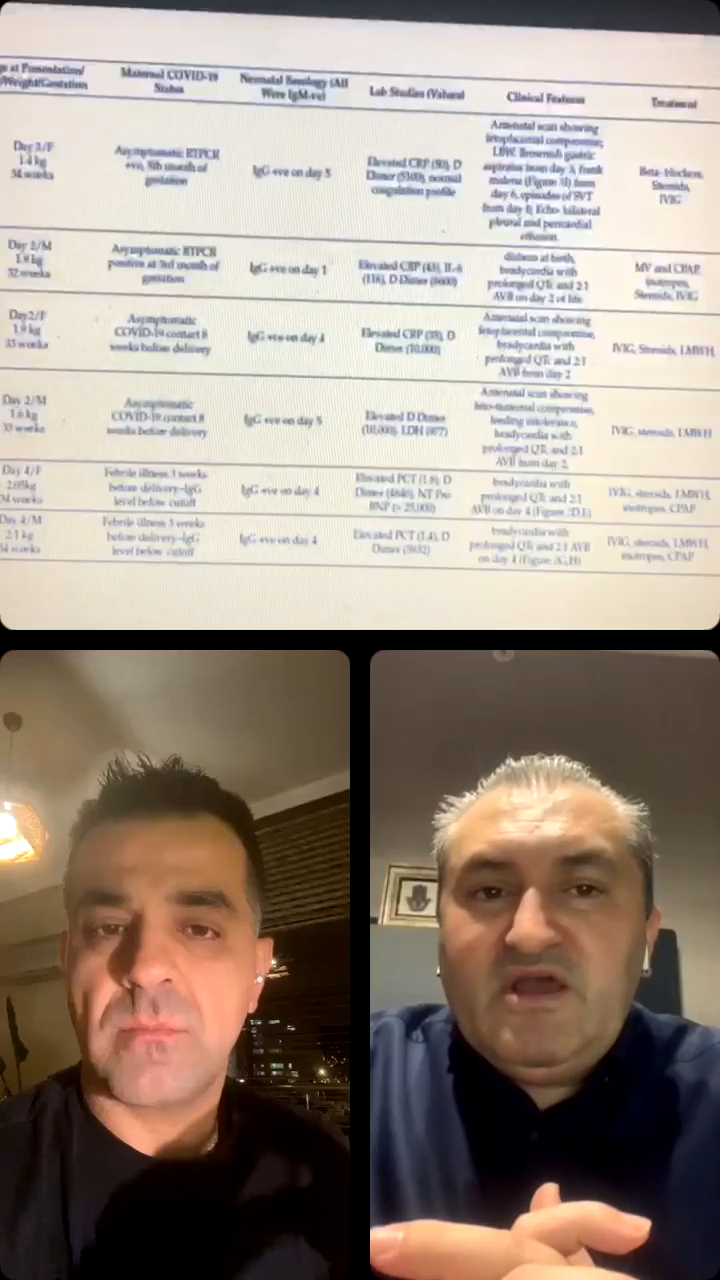 Maternal COVID-19
Status
Neonatal Serology (All
Were IgM-ve)
Lab Studies (Values)
Clinical Features
Treatment
Day 3/F
1.4 kg
34 weeks
Asymptomatic RTPCR
+ve, 8th month of
gestation
IgG +ve on day 5
Elevated CRP (50), D
Dimer (5100), normal
coagulation profile
Antenatal scan showing
fetoplacental compromise,
LBW. Brownish gastric
aspirates from day 3, frank
malena (Figure 3I) from
day 6, episodes of SVT
from day 8; Echo- bilateral
pleural and pericardial
effusion
Beta- blockers,
Steroids,
IVIG
Day 2/M
1.9 kg
32 weeks
Asymptomatic RTPCR
positive at 3rd month of
gestation
IgG +ve on day 1
Elevated CRP (43), IL-6
(116), D Dimer (6600)
distress at birth,
bradycardia with
prolonged QTc and 2:1
AVB on day 2 of life
MV and CPAP,
inotropes,
Steroids, IVIG
Day2/F
1.9 kg
33 weeks
Asymptomatic
COVID-19 contact 8
weeks before delivery
IgG +ve on day 4
Elevated CRP (35), D
Dimer (10,000)
Antenatal scan showing
fetoplacental compromise,
bradycardia with
prolonged QTc and 2:1
AVB from day 2
IVIG, Steroids, LMWH
Day 2/M
1.6 kg
33 weeks
Asymptomatic
COVID-19 contact 8
weeks before delivery
IgG +ve on day 5
Elevated D Dimer
(10,000), LDH
Antenatal scan showing
feto-maternal compromise,
feeding intolerance,
bradycardia with
prolonged QTc and 2:1
AVB from day 2,
IVIG, steroids, LMWH
Day 4/F
2.05kg
34 weeks
Febrile illness 3 weeks
before delivery-IgG
level below cutoff
IgG +ve on day 4
Elevated PCT (1.8), D
Dimer, NT Pro
BNP (> 25,000)
bradycardia with
prolonged QTc and 2:1
AVB on day 4
IVIG, steroids, LMWH,
inotropes, CPAP
Day 4/M
2.1 kg
34 weeks
Febrile illness 3 weeks
before delivery-IgG
level below cutoff
IgG +ve on day 4
Elevated PCT (1.4), D
Dimer
bradycardia with
prolonged QTc and 2:1 AVB
on day 4
IVIG, steroids, LMWH,
inotropes, CPAP